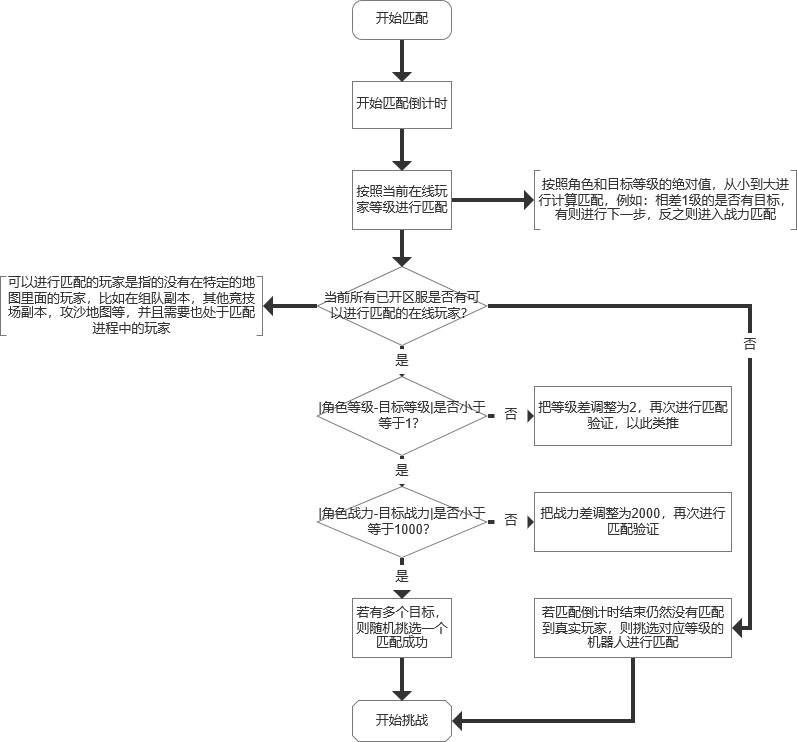 开始匹配
开始匹配倒计时
按照当前在线玩
家等级进行匹配
按照角色和目标等级的绝对值，从小到大进
行计算匹配，例如：相差1级的是否有目标，
有则进行下一步，反之则进入战力匹配
可以进行匹配的玩家是指的没有在特定的地
图里面的玩家，比如在组队副本，其他竞技
场副本，攻沙地图等，并且需要也处于匹配
进程中的玩家
当前所有已开区服是否有可
以进行匹配的在线玩家？
否
是
|角色等级-目标等级|是否小于
等于1？
否
把等级差调整为2，再次进行匹配
验证，以此类推
是
|角色战力-目标战力|是否小于
等于1000？
否
把战力差调整为2000，再次进行
匹配验证
是
若有多个目标，
则随机挑选一个
匹配成功
若匹配倒计时结束仍然没有匹配
到真实玩家，则挑选对应等级的
机器人进行匹配
开始挑战